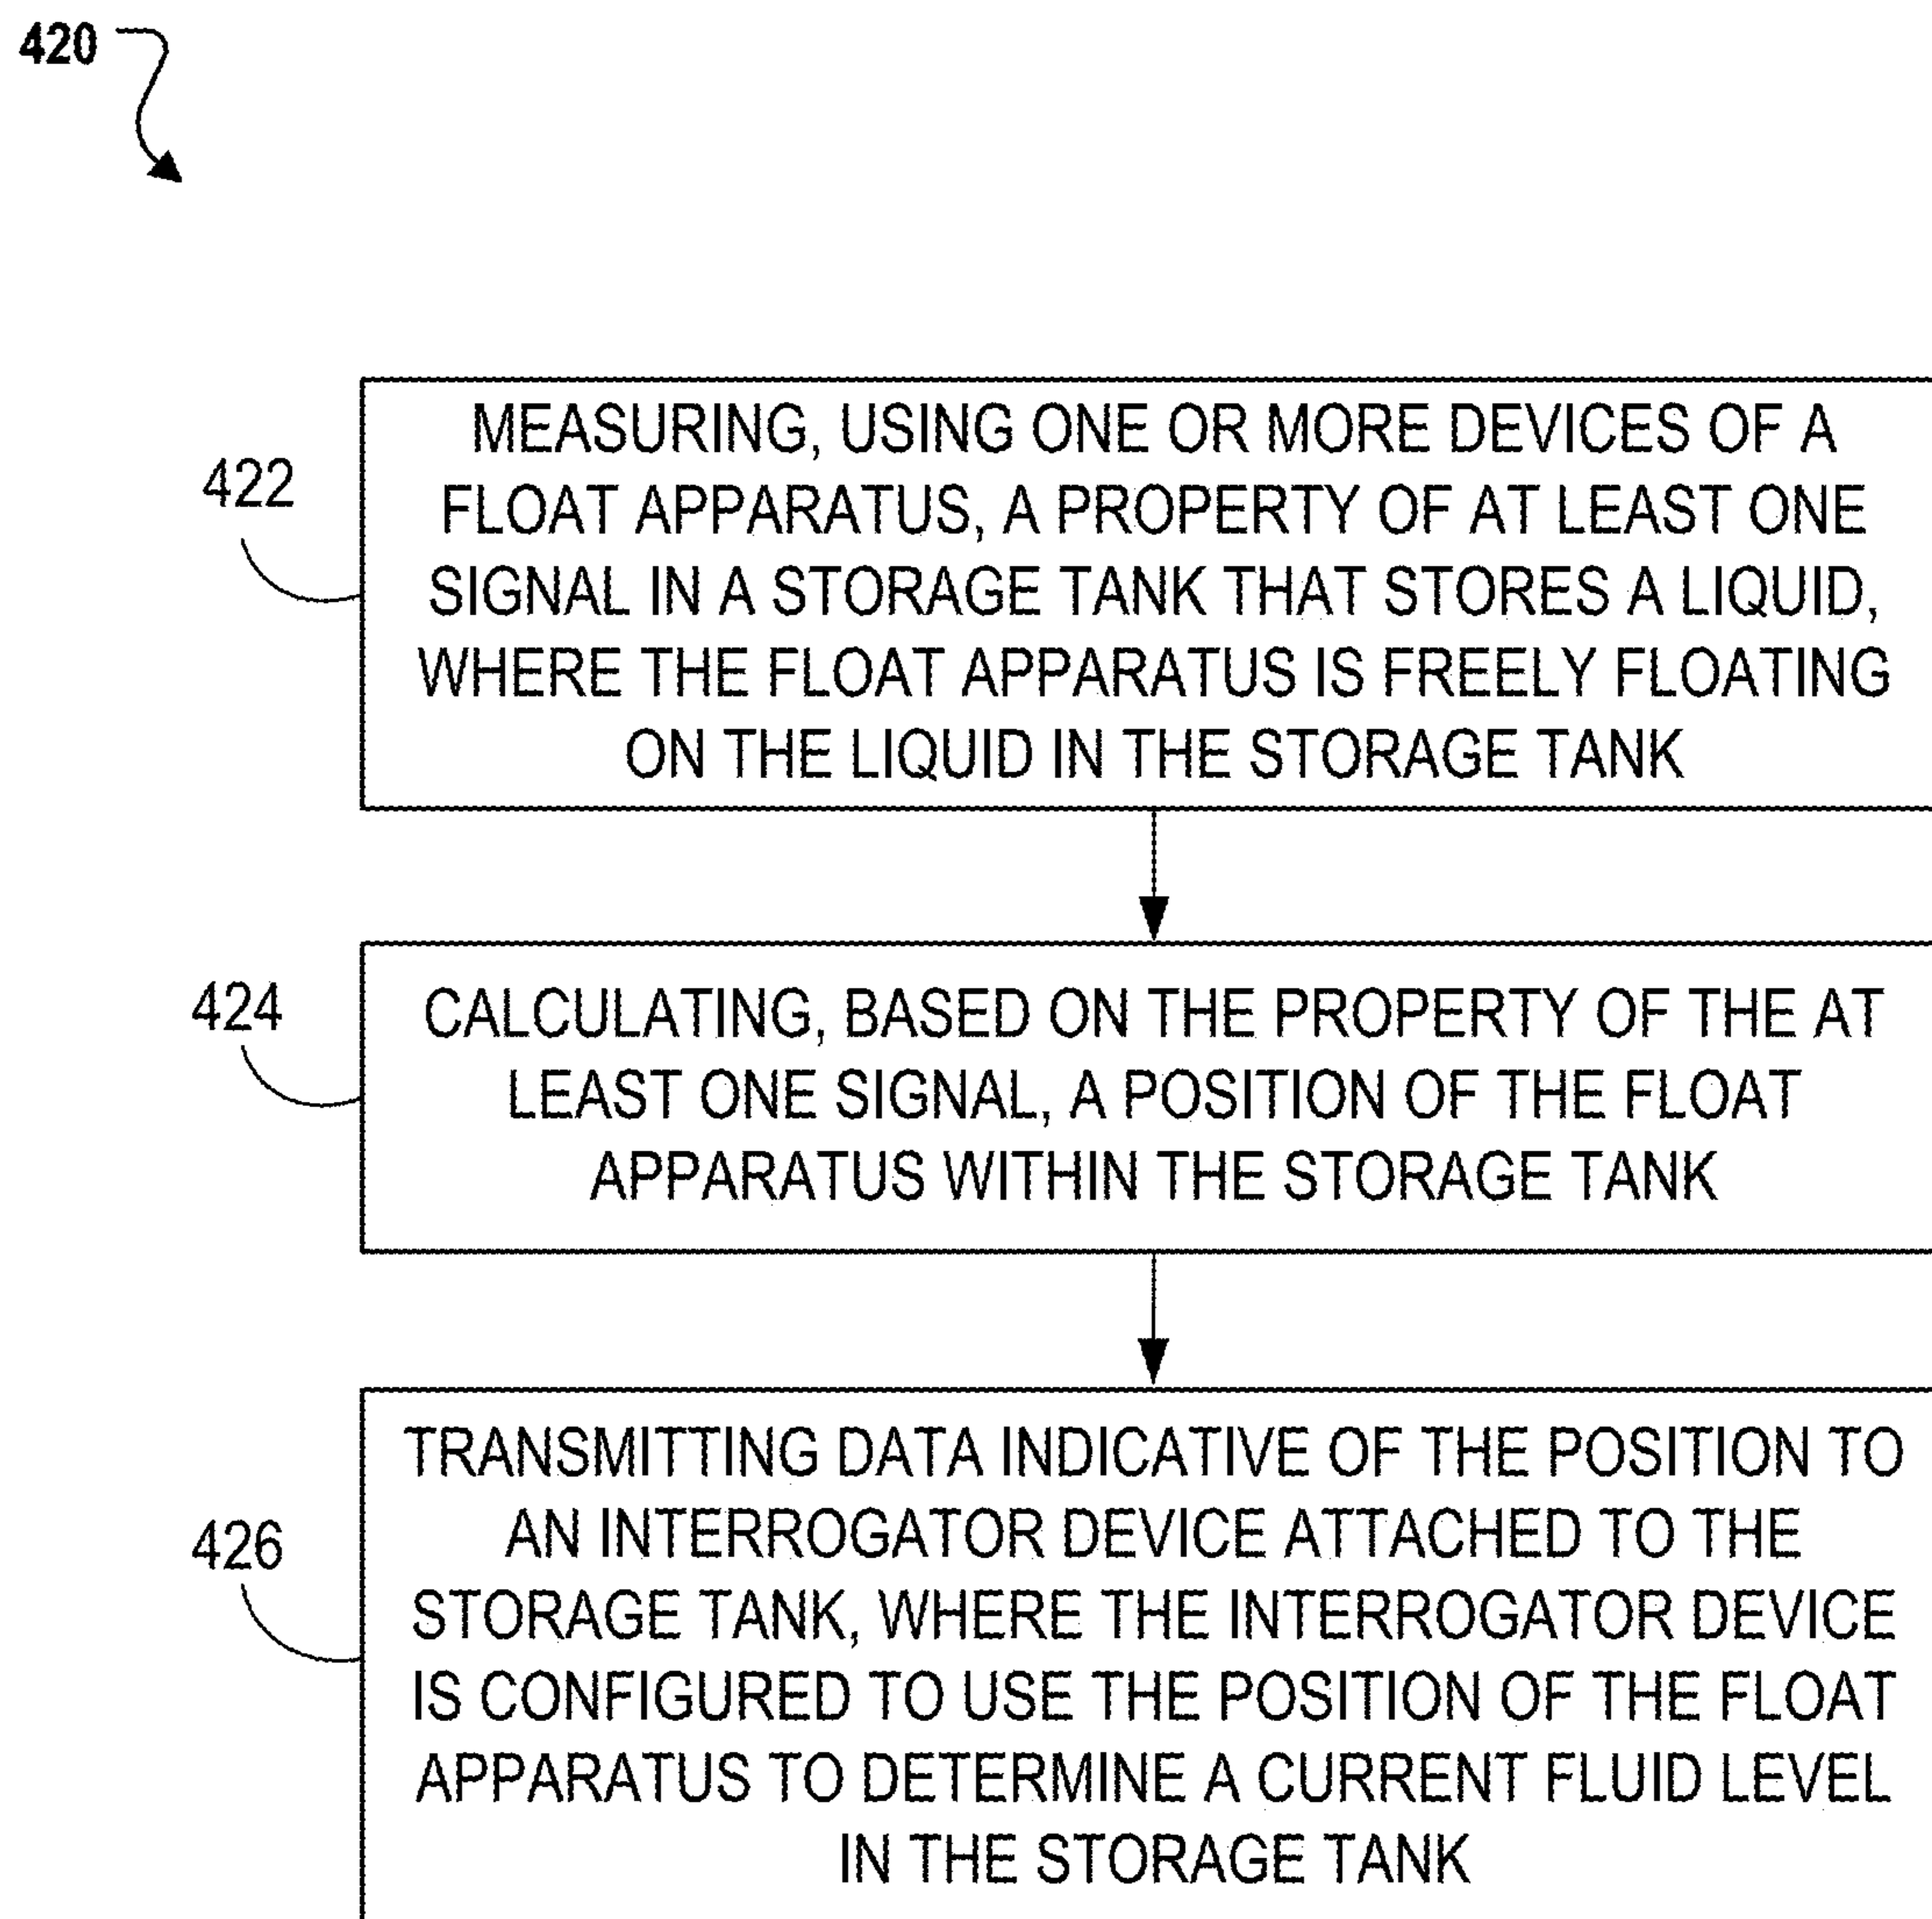 420
422
MEASURING, USING ONE OR MORE DEVICES OF A
FLOAT APPARATUS, A PROPERTY OF AT LEAST ONE
SIGNAL IN A STORAGE TANK THAT STORES A LIQUID,
WHERE THE FLOAT APPARATUS IS FREELY FLOATING
ON THE LIQUID IN THE STORAGE TANK
424
CALCULATING, BASED ON THE PROPERTY OF THE AT
LEAST ONE SIGNAL, A POSITION OF THE FLOAT
APPARATUS WITHIN THE STORAGE TANK
426
TRANSMITTING DATA INDICATIVE OF THE POSITION TO
AN INTERROGATOR DEVICE ATTACHED TO THE
STORAGE TANK, WHERE THE INTERROGATOR DEVICE
IS CONFIGURED TO USE THE POSITION OF THE FLOAT
APPARATUS TO DETERMINE A CURRENT FLUID LEVEL
IN THE STORAGE TANK